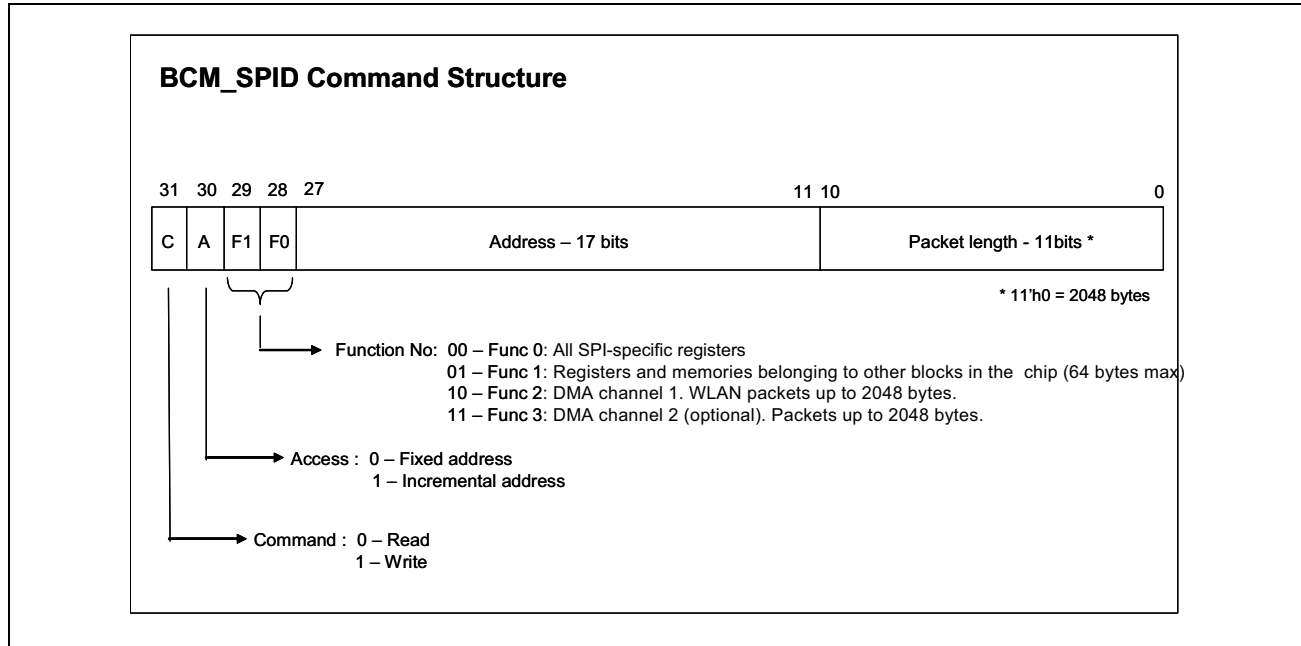 BCM_SPID Command Structure
31 30 29 28 27 11 10 0
C A F1 F0 Address – 17 bits Packet length - 11bits *
* 11'h0 = 2048 bytes
Function No: 00 – Func 0: All SPI-specific registers
01 – Func 1: Registers and memories belonging to other blocks in the chip (64 bytes max)
10 – Func 2: DMA channel 1. WLAN packets up to 2048 bytes.
11 – Func 3: DMA channel 2 (optional). Packets up to 2048 bytes.
Access : 0 – Fixed address
1 – Incremental address
Command : 0 – Read
1 – Write